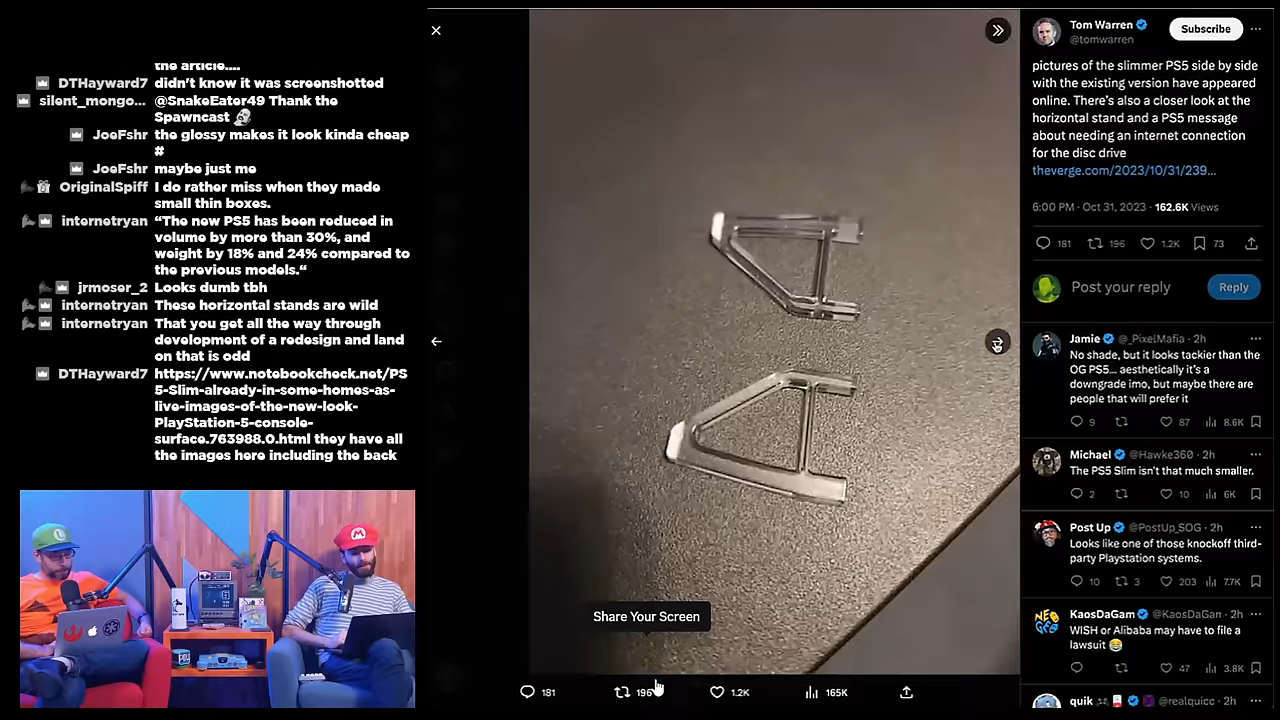 the article....
DTHayward7 didn't know it was screenshotted
silent_mongo... @SnakeEater49 Thank the
Spawncast
JoeFshr the glossy makes it look kinda cheap
#
JoeFshr maybe just me
OriginalSpiff I do rather miss when they made
small thin boxes.
internetryan “The new PS5 has been reduced in
volume by more than 30%, and
weight by 18% and 24% compared to
the previous models.“
jrmoser_2 Looks dumb tbh
internetryan These horizontal stands are wild
internetryan That you get all the way through
development of a redesign and land
on that is odd
DTHayward7 https://www.notebookcheck.net/PS
5-Slim-already-in-some-homes-as-
live-images-of-the-new-look-
PlayStation-5-console-
surface.763988.0.html they have all
the images here including the back
Share Your Screen
181
196
1.2K
165K
Tom Warren
@tomwarren
Subscribe
pictures of the slimmer PS5 side by side
with the existing version have appeared
online. There's also a closer look at the
horizontal stand and a PS5 message
about needing an internet connection
for the disc drive
theverge.com/2023/10/31/239...
6:00 PM · Oct 31, 2023 · 162.6K Views
181 196 1.2K 73
Post your reply
Reply
Jamie @_PixelMafia · 2h
No shade, but it looks tackier than the
OG PS5... aesthetically it's a
downgrade imo, but maybe there are
people that will prefer it
9 87 8.6K
Michael @Hawke360 · 2h
The PS5 Slim isn't that much smaller.
2 10 6K
Post Up @PostUp_SOG · 2h
Looks like one of those knockoff third-
party Playstation systems.
10 3 203 7.7K
KaosDaGam @KaosDaGam · 2h
WISH or Alibaba may have to file a
lawsuit
47 3.8K
quik @realquicc · 2h